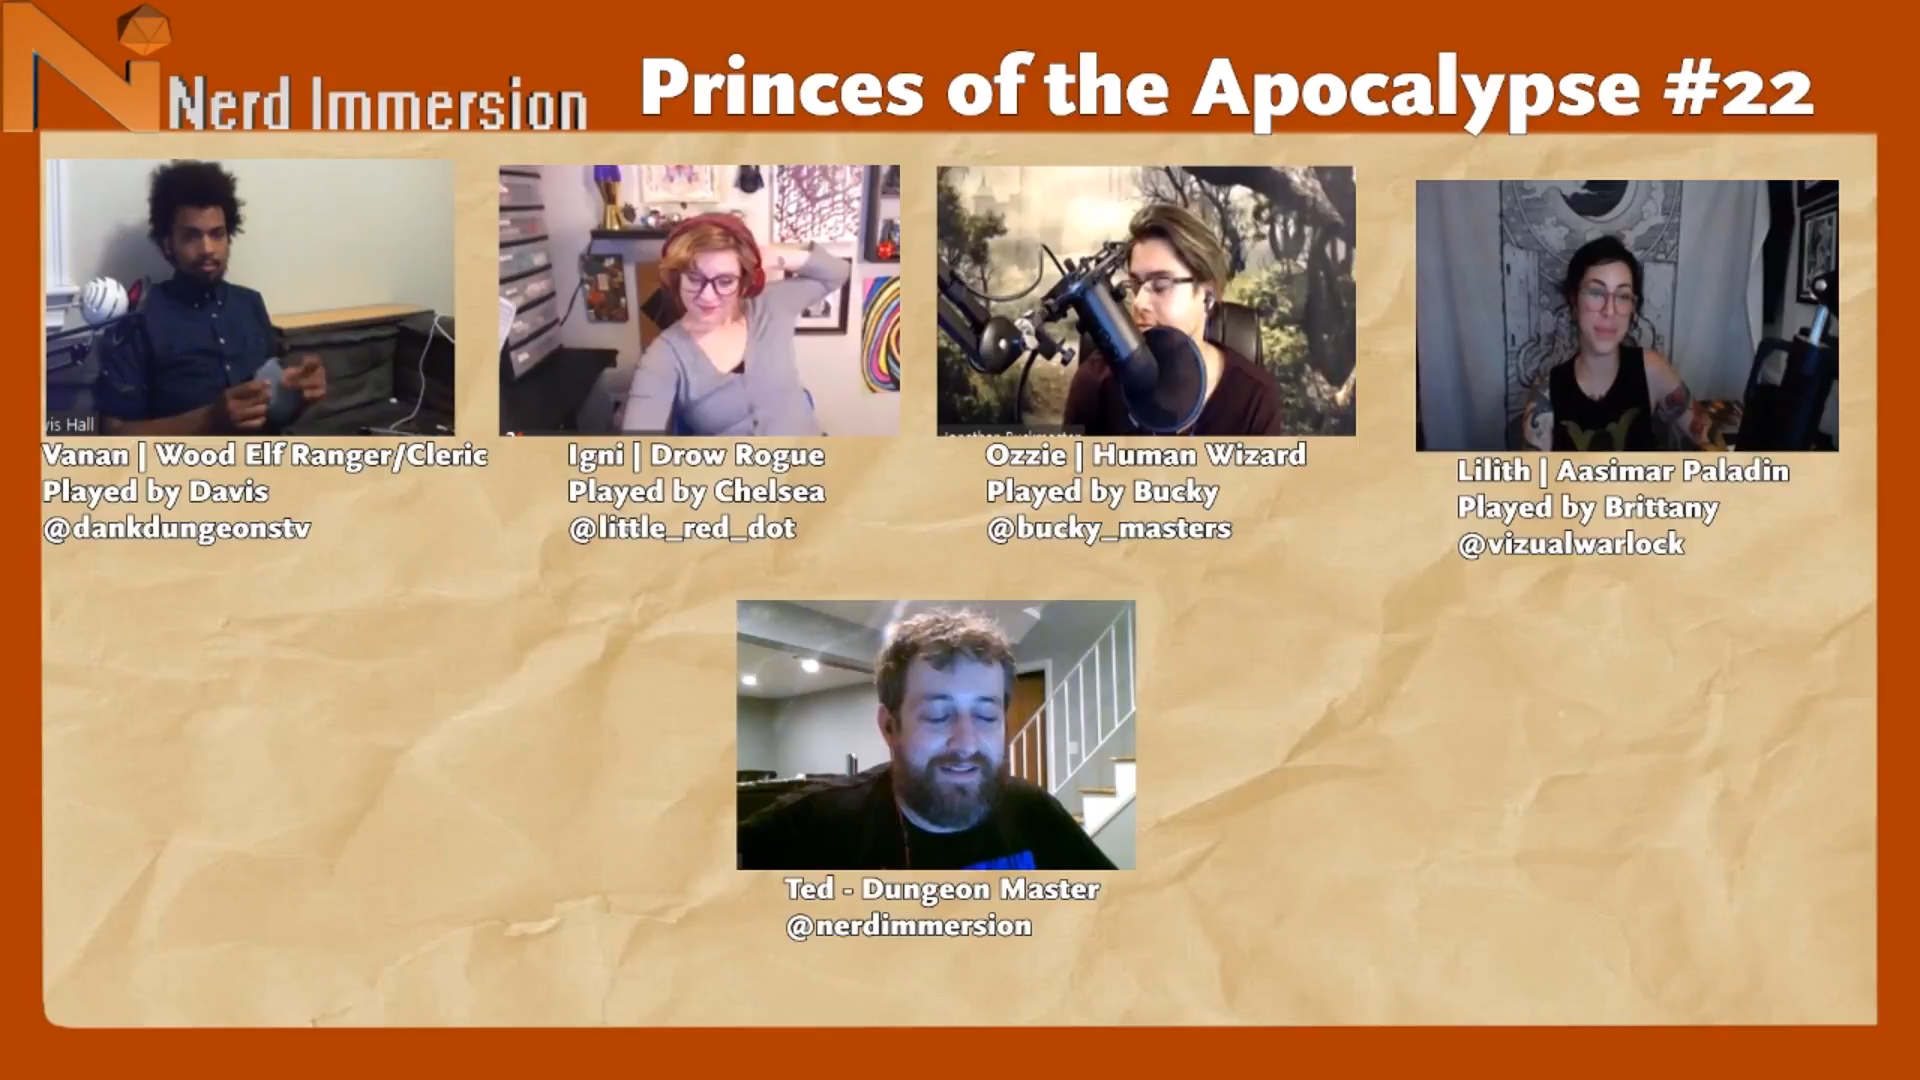 Nerd Immersion
Princes of the Apocalypse #22
vis Hall
Vanan | Wood Elf Ranger/Cleric
Played by Davis
@dankdungeonstv
Igni | Drow Rogue
Played by Chelsea
@little_red_dot
Ozzie | Human Wizard
Played by Bucky
@bucky_masters
Lilith | Aasimar Paladin
Played by Brittany
@vizualwarlock
Ted - Dungeon Master
@nerdimmersion